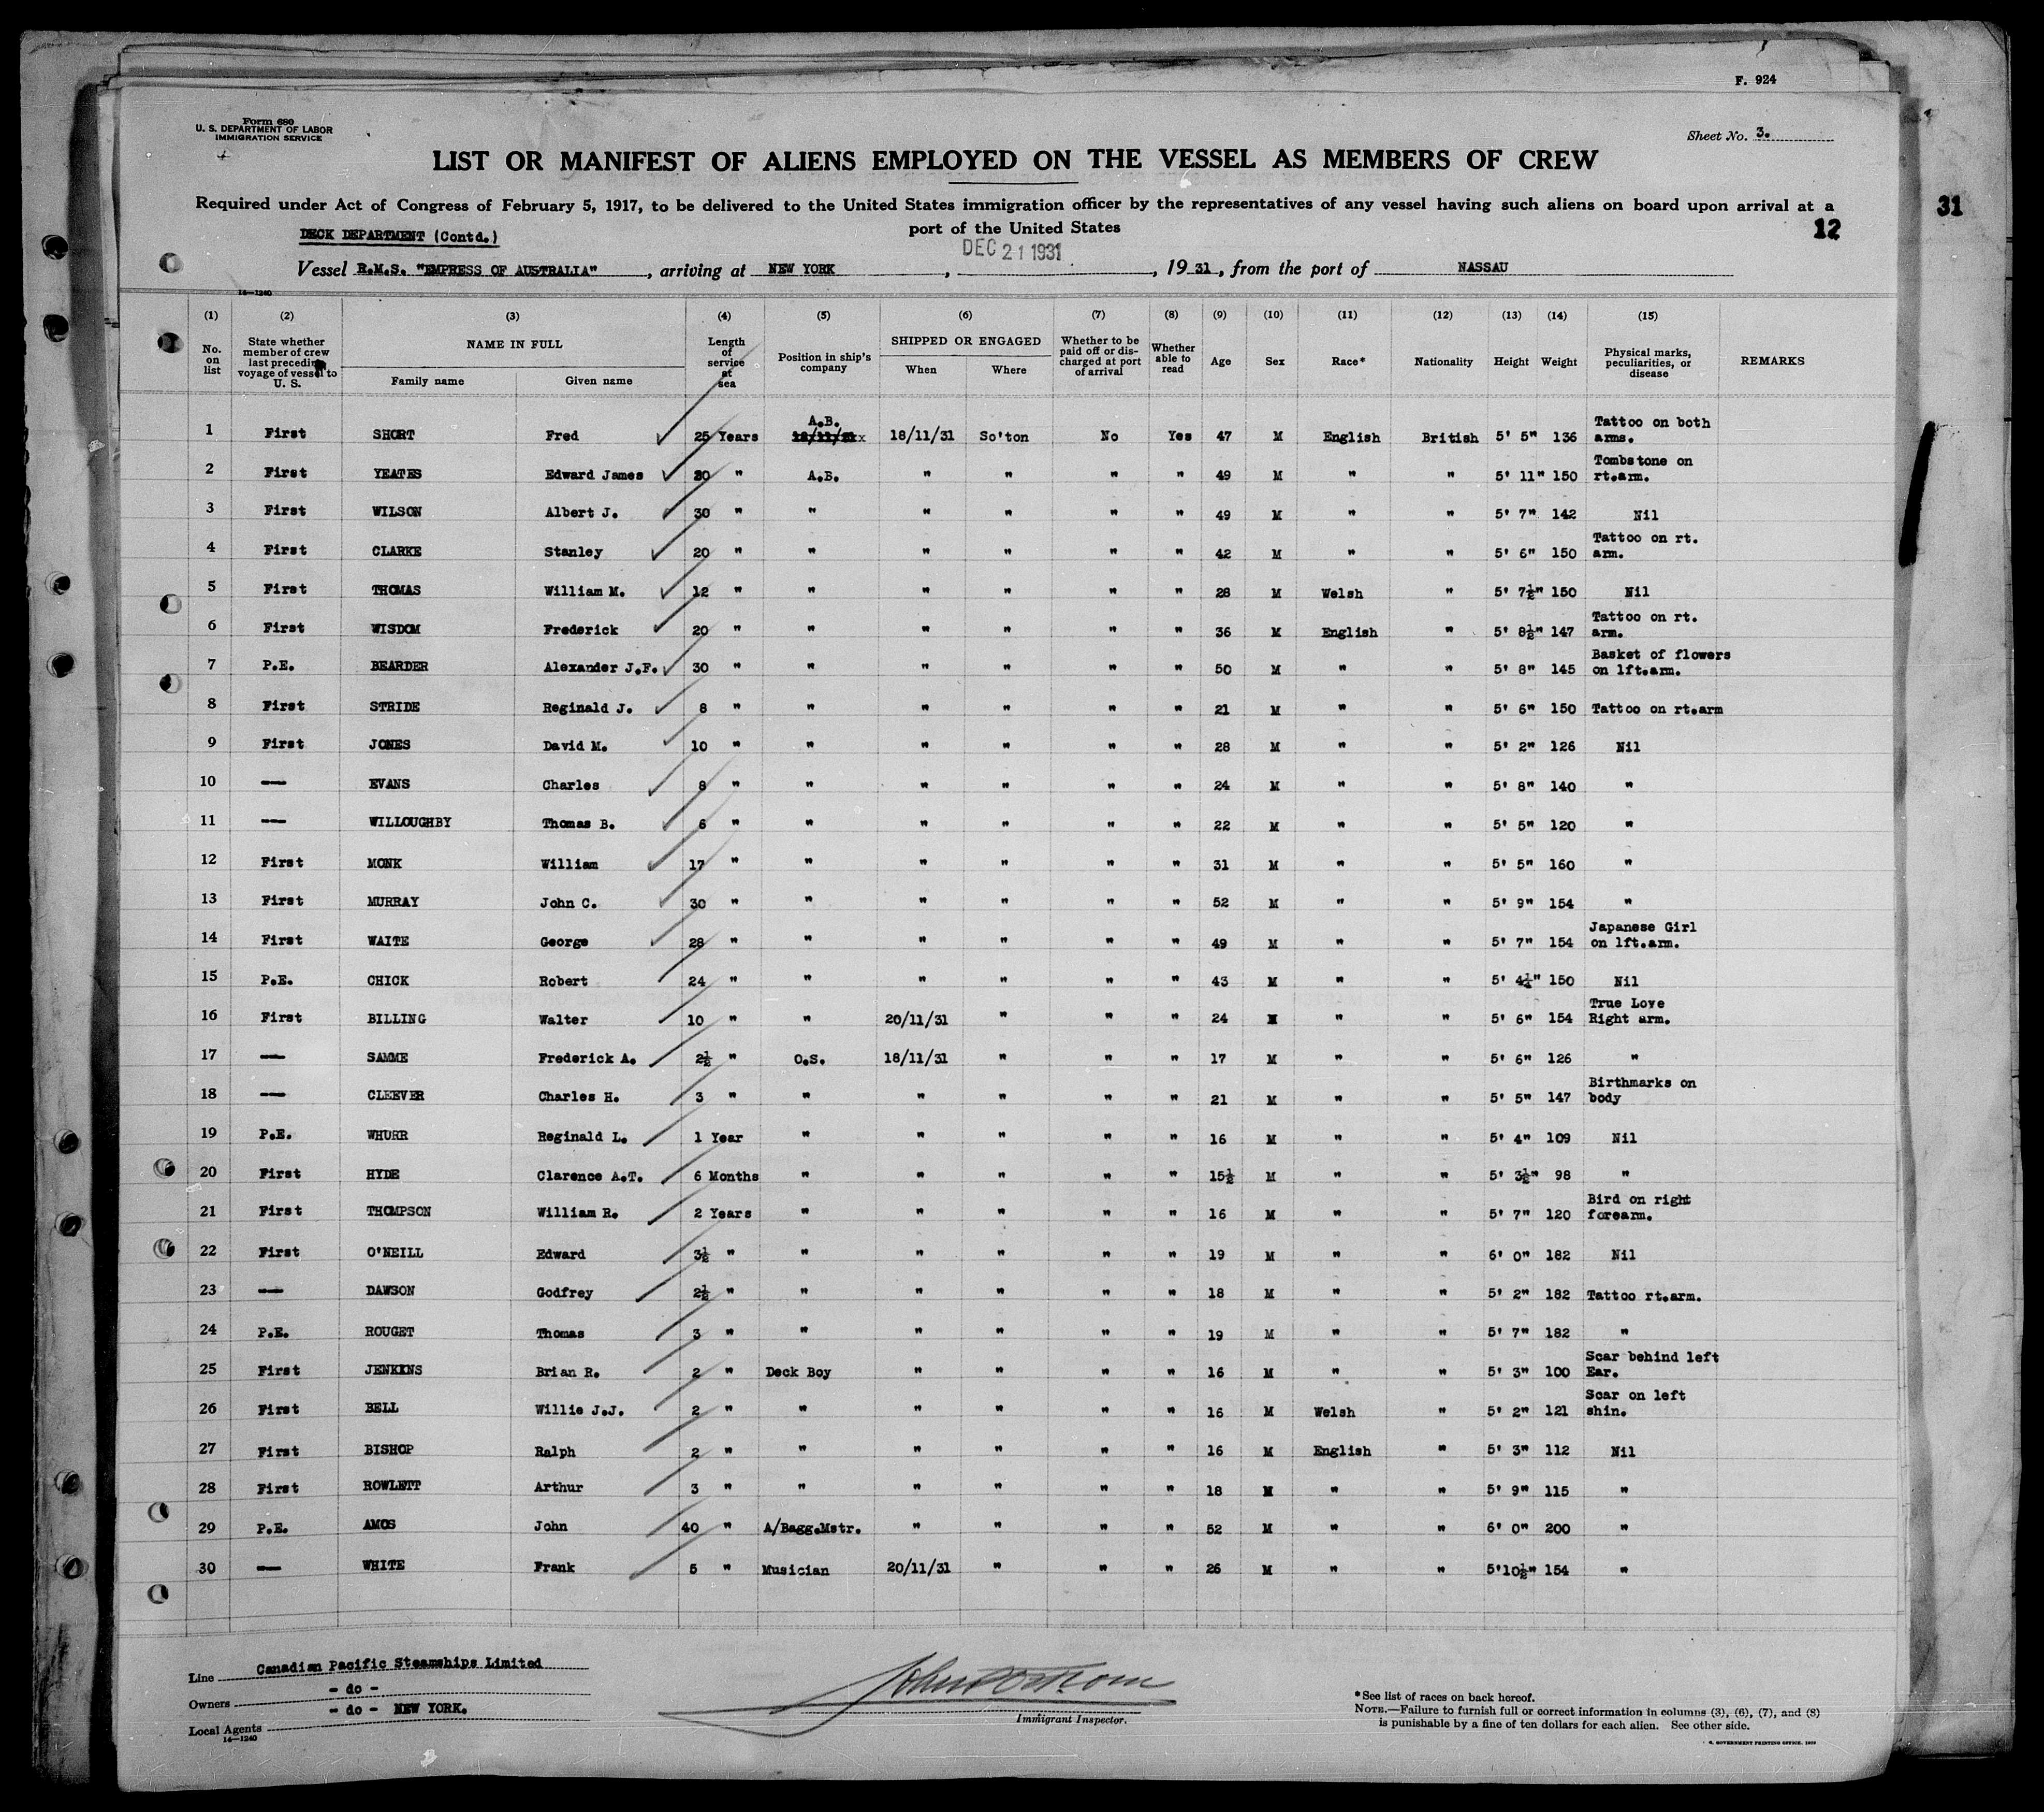 F. 924
Form 680
U. S. DEPARTMENT OF LABOR
IMMIGRATION SERVICE
Sheet No. 3.
LIST OR MANIFEST OF ALIENS EMPLOYED ON THE VESSEL AS MEMBERS OF CREW
Required under Act of Congress of February 5, 1917, to be delivered to the United States immigration officer by the representatives of any vessel having such aliens on board upon arrival at a
port of the United States
31
12
DECK DEPARTMENT (Contd.)
DEC 21 1931
Vessel R.M.S. "EMPRESS OF AUSTRALIA", arriving at NEW YORK, , 1931, from the port of NASSAU
14—1240
(1) (2) (3) (4) (5) (6) (7) (8) (9) (10) (11) (12) (13) (14) (15)
No. on list State whether member of crew last preceding voyage of vessel to U. S. NAME IN FULL Family name Given name Length of service at sea Position in ship's company SHIPPED OR ENGAGED When Where Whether to be paid off or discharged at port of arrival Whether able to read Age Sex Race* Nationality Height Weight Physical marks, peculiarities, or disease REMARKS
1 First SHORT Fred 25 Years A.B. 18/11/31 18/11/31 So'ton No Yes 47 M English British 5' 5" 136 Tattoo on both arms.
2 First YEATES Edward James 30 " A.B. " " " " 49 M " " 5' 11" 150 Tombstone on rt.arm.
3 First WILSON Albert J. 30 " " " " " " 49 M " " 5' 7" 142 Nil
4 First CLARKE Stanley 20 " " " " " " 42 M " " 5' 6" 150 Tattoo on rt. arm.
5 First THOMAS William M. 12 " " " " " " 28 M Welsh " 5' 7½" 150 Nil
6 First WISDOM Frederick 20 " " " " " " 36 M English " 5' 8½" 147 Tattoo on rt. arm.
7 P.E. BEARDER Alexander J.F. 30 " " " " " " 50 M " " 5' 8" 145 Basket of flowers on lft.arm.
8 First STRIDE Reginald J. 8 " " " " " " 21 M " " 5' 6" 150 Tattoo on rt.arm
9 First JONES David M. 10 " " " " " " 28 M " " 5' 2" 126 Nil
10 — EVANS Charles 8 " " " " " " 24 M " " 5' 8" 140 "
11 — WILLOUGHBY Thomas B. 6 " " " " " " 22 M " " 5' 5" 120 "
12 First MONK William 17 " " " " " " 31 M " " 5' 5" 160 "
13 First MURRAY John C. 30 " " " " " " 52 M " " 5' 9" 154 "
14 First WAITE George 28 " " " " " " 49 M " " 5' 7" 154 Japanese Girl on lft.arm.
15 P.E. CHICK Robert 24 " " " " " " 43 M " " 5' 4½" 150 Nil
16 First BILLING Walter 10 " " 20/11/31 " " " 24 M " " 5' 6" 154 True Love Right arm.
17 — SAMME Frederick A. 2½ " O.S. 18/11/31 " " " 17 M " " 5' 6" 126 "
18 — CLEEVER Charles H. 3 " " " " " " 21 M " " 5' 5" 147 Birthmarks on body
19 P.E. WHURR Reginald L. 1 Year " " " " " 16 M " " 5' 4" 109 Nil
20 First HYDE Clarence A.T. 6 Months " " " " " 15½ M " " 5' 3½" 98 "
21 First THOMPSON William R. 2 Years " " " " " 16 M " " 5' 7" 120 Bird on right forearm.
22 First O'NEILL Edward 3½ " " " " " " 19 M " " 6' 0" 182 Nil
23 — DAWSON Godfrey 2½ " " " " " " 18 M " " 5' 2" 182 Tattoo rt.arm.
24 P.E. ROUGET Thomas 3 " " " " " " 19 M " " 5' 7" 182 "
25 First JENKINS Brian R. 2 " Deck Boy " " " " 16 M " " 5' 3" 100 Scar behind left Ear.
26 First BELL Willie J.J. 2 " " " " " " 16 M Welsh " 5' 2" 121 Scar on left shin.
27 First BISHOP Ralph 2 " " " " " " 16 M English " 5' 3" 112 Nil
28 First ROWLETT Arthur 3 " " " " " " 18 M " " 5' 9" 115 "
29 P.E. AMOS John 40 " A/Bagg.Mstr. " " " " 52 M " " 6' 0" 200 "
30 — WHITE Frank 5 " Musician 20/11/31 " " " 26 M " " 5'10½" 154 "
Line Canadian Pacific Steamships Limited
Owners - do -
Local Agents - do - NEW YORK.
14—1240
Immigrant Inspector.
*See list of races on back hereof.
NOTE.—Failure to furnish full or correct information in columns (3), (6), (7), and (8)
is punishable by a fine of ten dollars for each alien. See other side.
GOVERNMENT PRINTING OFFICE.